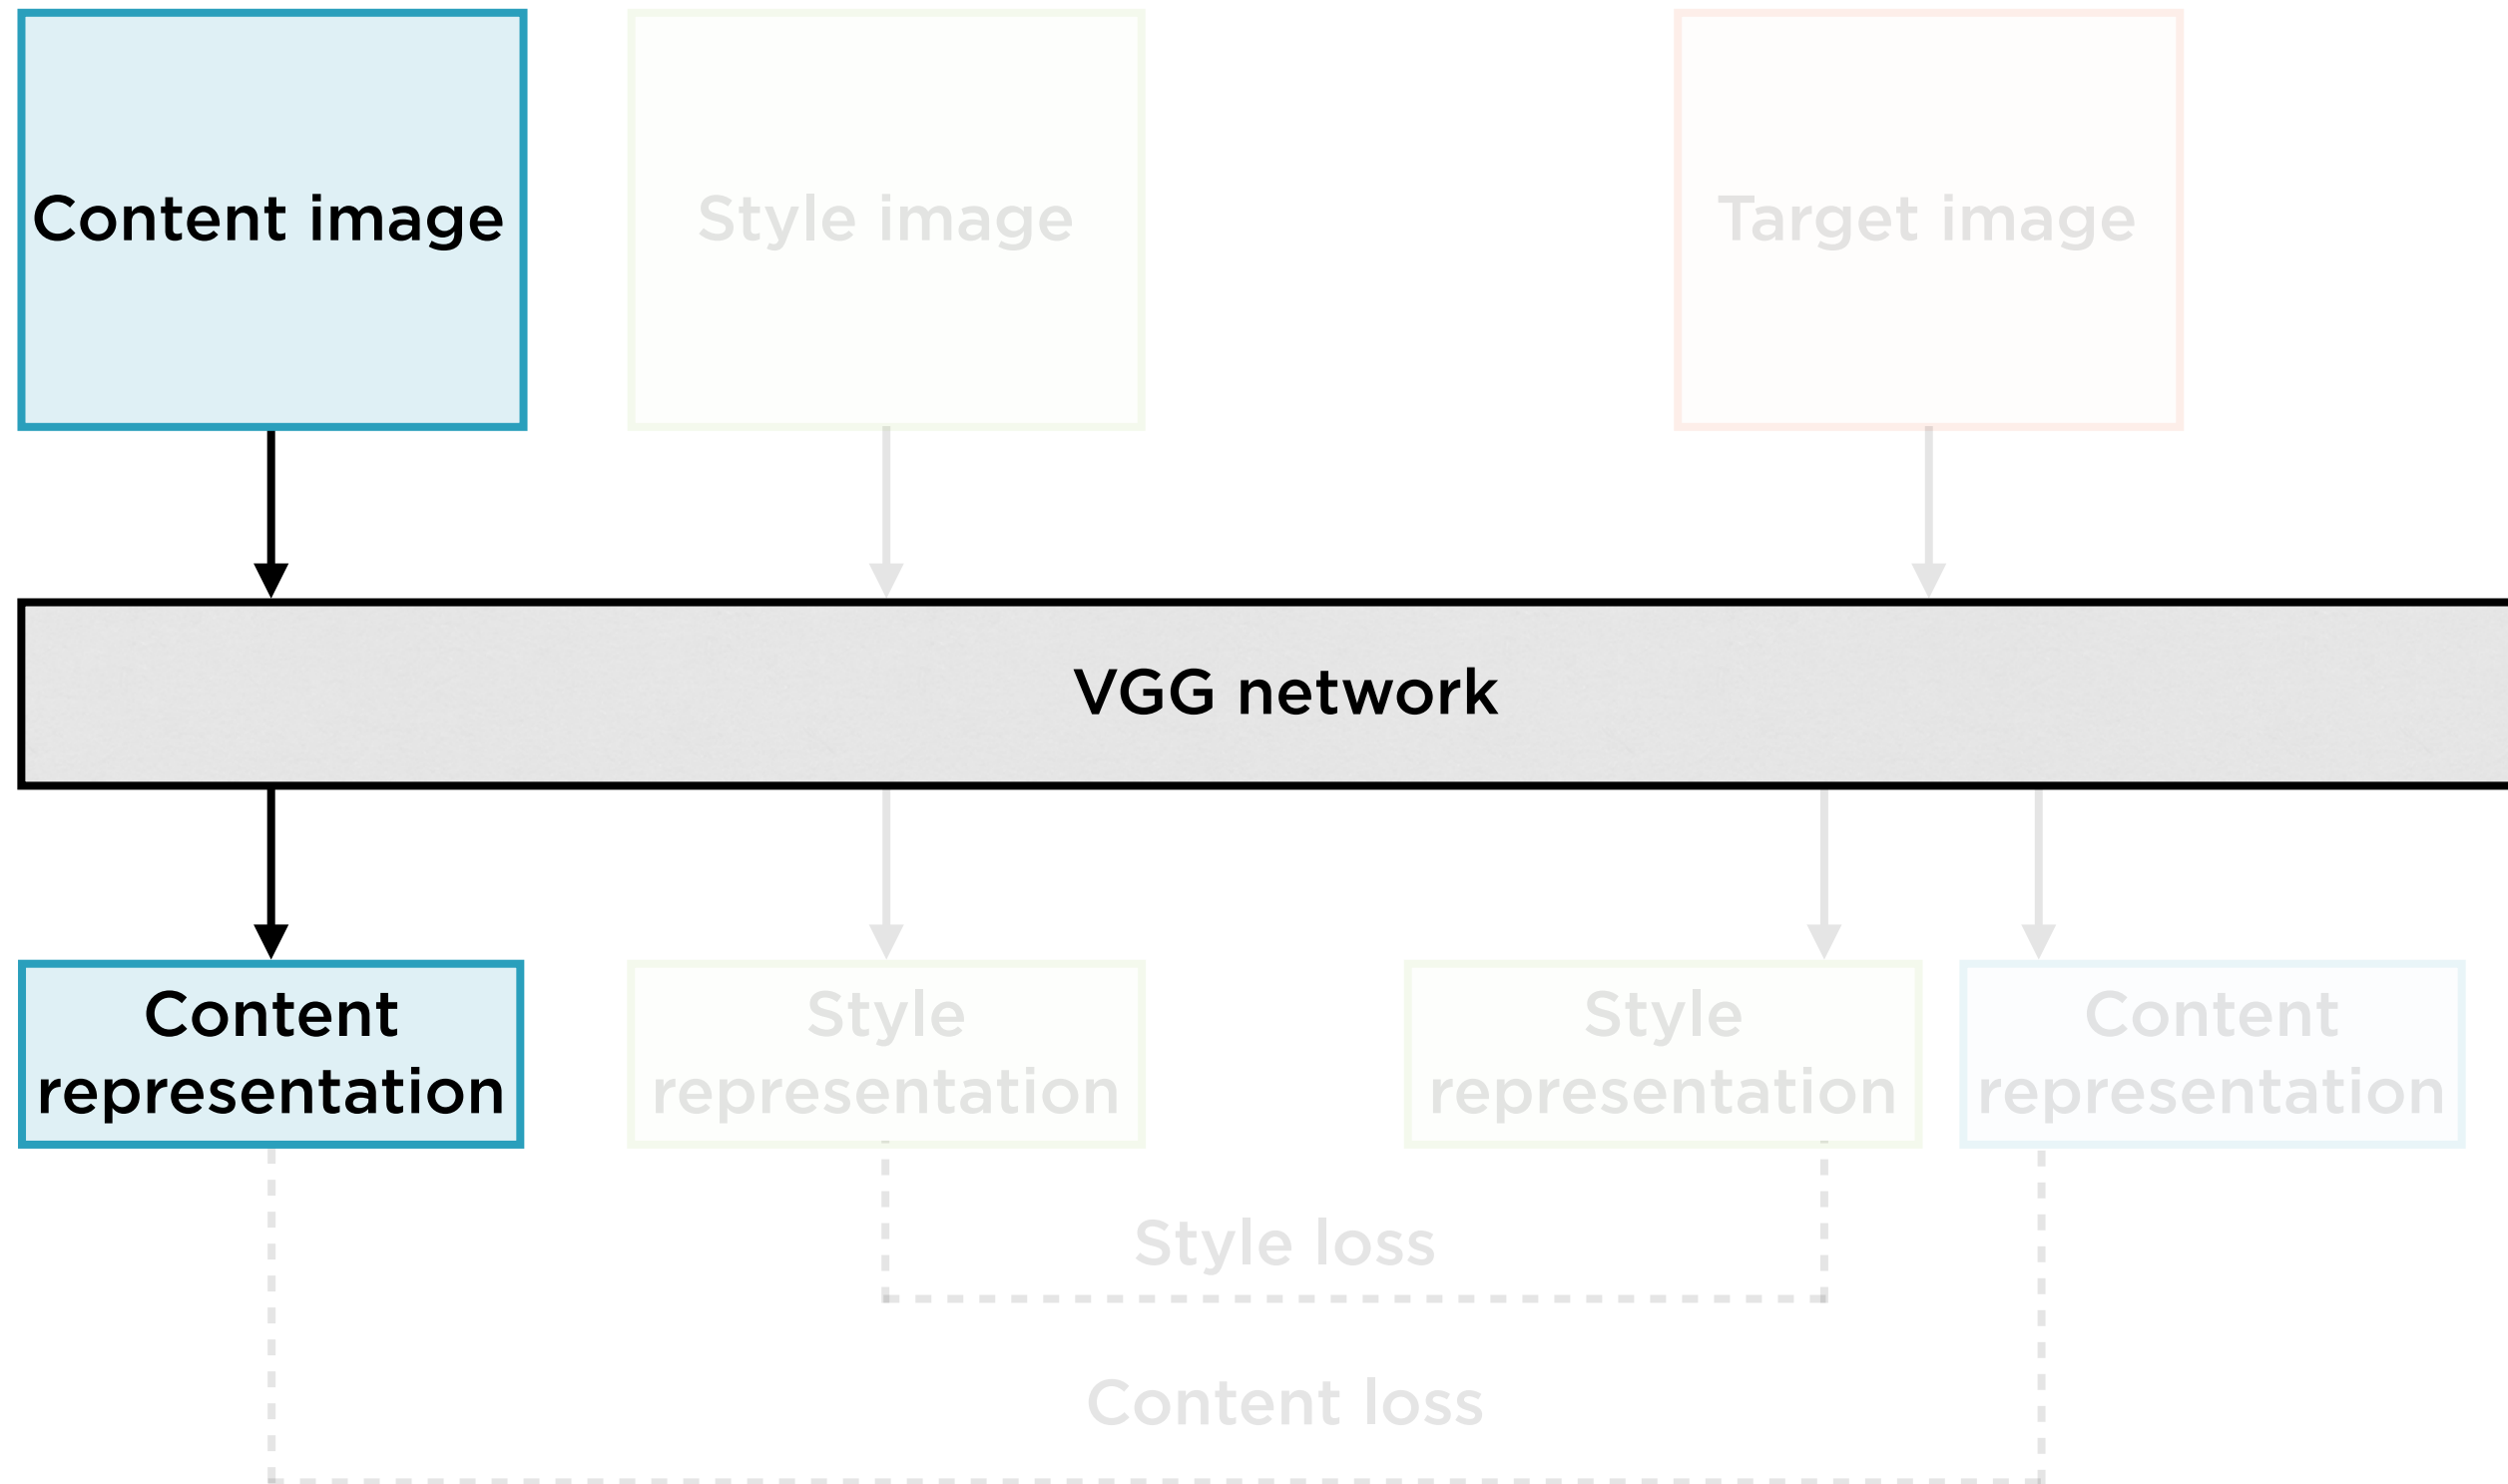 Content image
Style image
Target image
VGG network
Content
representation
Style
representation
Style
representation
Content
representation
Style loss
Content loss